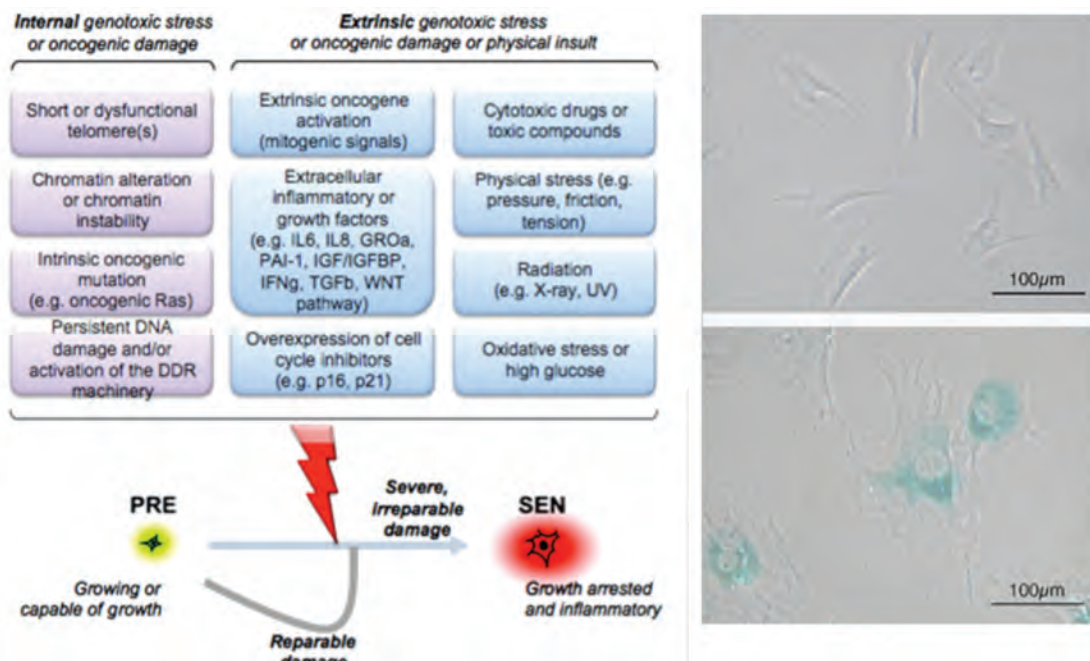 Internal genotoxic stress
or oncogenic damage
Extrinsic genotoxic stress
or oncogenic damage or physical insult
Short or dysfunctional
telomere(s)
Chromatin alteration
or chromatin
instability
Intrinsic oncogenic
mutation
(e.g. oncogenic Ras)
Persistent DNA
damage and/or
activation of the DDR
machinery
Extrinsic oncogene
activation
(mitogenic signals)
Extracellular
inflammatory or
growth factors
(e.g. IL6, IL8, GROa,
PAI-1, IGF/IGFBP,
IFNg, TGFb, WNT
pathway)
Overexpression of cell
cycle inhibitors
(e.g. p16, p21)
Cytotoxic drugs or
toxic compounds
Physical stress (e.g.
pressure, friction,
tension)
Radiation
(e.g. X-ray, UV)
Oxidative stress or
high glucose
PRE
Growing or
capable of growth
Severe,
irreparable
damage
SEN
Growth arrested
and inflammatory
Reparable
damage
100µm
100µm